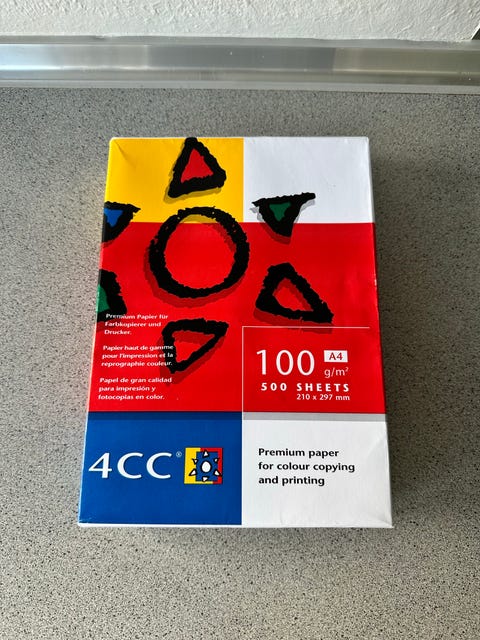 Premium Papier für
Farbkopierer und
Drucker.
Papier haut de gamme
pour l'impression et la
reprographie couleur.
Papel de gran calidad
para impresión y
fotocopias en color.
100 A4
g/m²
500 SHEETS
210 x 297 mm
4CC®
Premium paper
for colour copying
and printing